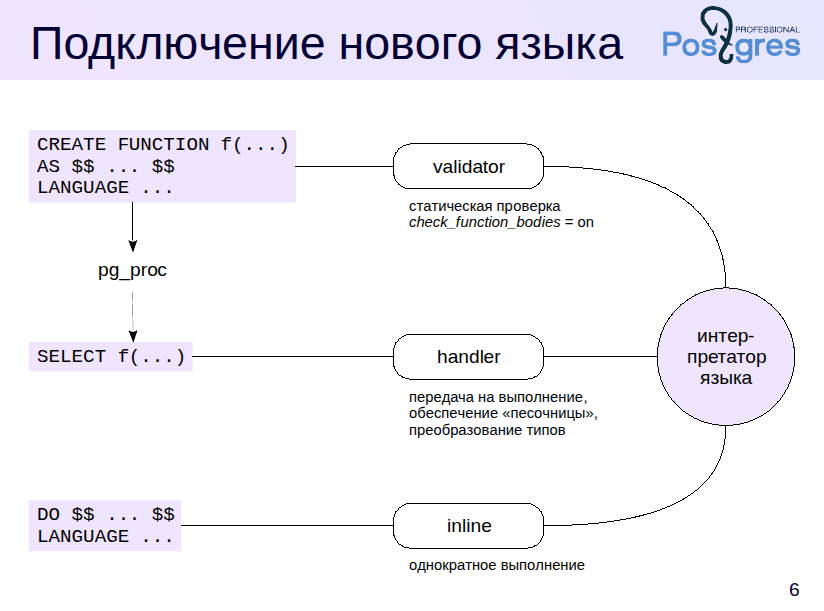 Подключение нового языка
PROFESSIONAL
Postgres
CREATE FUNCTION f(...)
AS $$ ... $$
LANGUAGE ...
validator
статическая проверка
check_function_bodies = on
pg_proc
SELECT f(...)
handler
передача на выполнение,
обеспечение «песочницы»,
преобразование типов
интер-
претатор
языка
DO $$ ... $$
LANGUAGE ...
inline
однократное выполнение
6